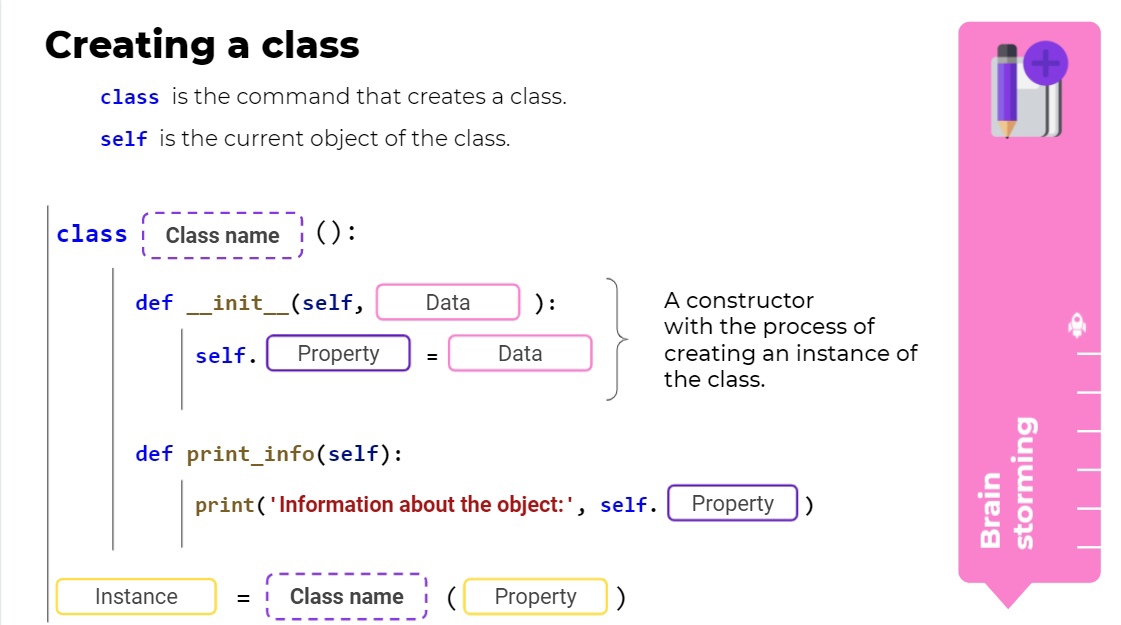 Creating a class
class is the command that creates a class.
self is the current object of the class.
class Class name ():
def __init__(self, Data ):
self. Property = Data
A constructor
with the process of
creating an instance of
the class.
def print_info(self):
print('Information about the object:', self. Property )
Instance = Class name ( Property )
Brain
storming